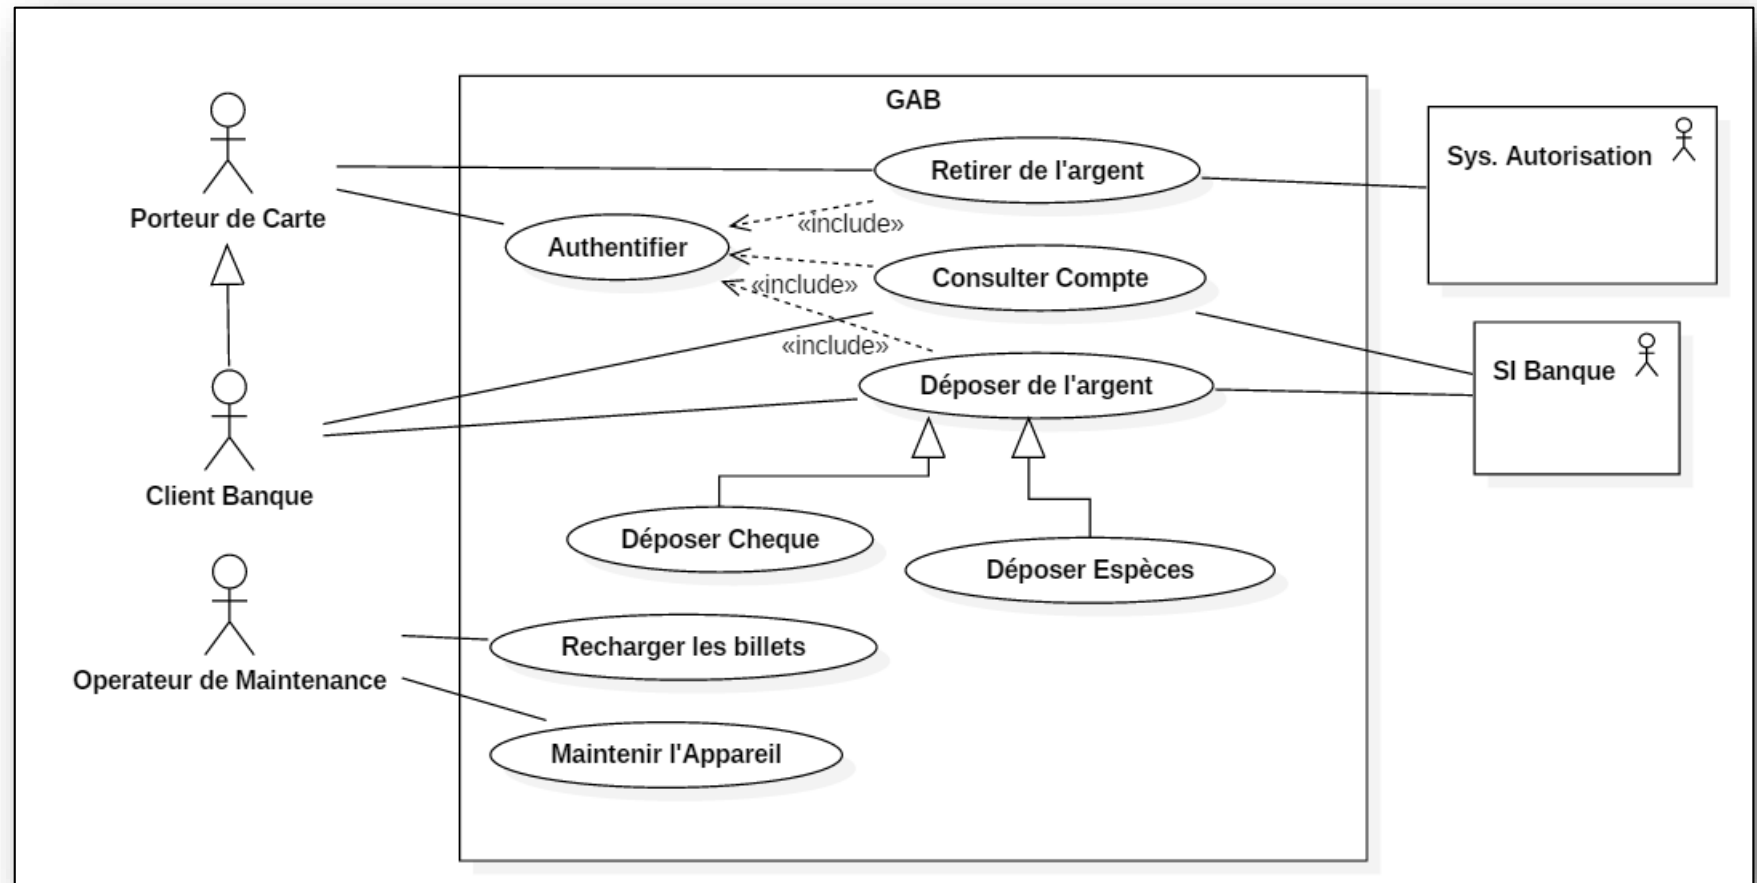 GAB
Porteur de Carte
Retirer de l'argent
Sys. Autorisation
«include»
Authentifier
Consulter Compte
«include»
«include»
Déposer de l'argent
SI Banque
Client Banque
Déposer Cheque
Déposer Espèces
Operateur de Maintenance
Recharger les billets
Maintenir l'Appareil